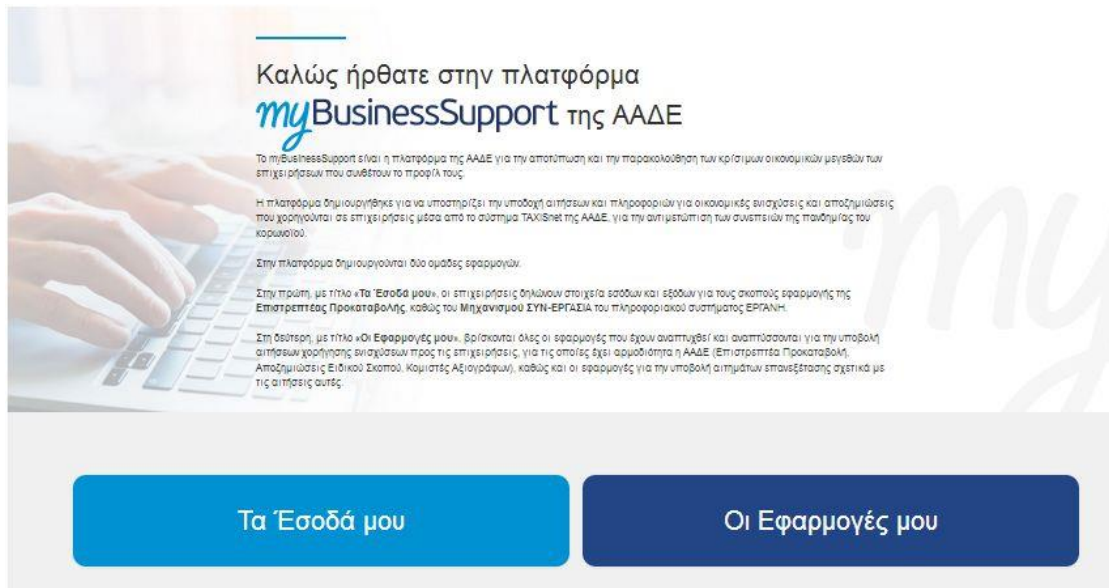 Καλώς ήρθατε στην πλατφόρμα
myBusinessSupport της ΑΑΔΕ
Το myBusinessSupport είναι η πλατφόρμα της ΑΑΔΕ για την αποτύπωση και την παρακολούθηση των κρίσιμων οικονομικών μεγεθών των
επιχειρήσεων που συνθέτουν το προφίλ τους.
Η πλατφόρμα δημιουργήθηκε για να υποστηρίζει την υποδοχή αιτήσεων και πληροφοριών για οικονομικές ενισχύσεις και αποζημιώσεις
που χορηγούνται σε επιχειρήσεις μέσα από το σύστημα TAXISnet της ΑΑΔΕ, για την αντιμετώπιση των συνεπειών της πανδημίας του
κορωνοϊού.
Στην πλατφόρμα δημιουργούνται δύο ομάδες εφαρμογών.
Στην πρώτη, με τίτλο «Τα Έσοδά μου», οι επιχειρήσεις δηλώνουν στοιχεία εσόδων και εξόδων για τους σκοπούς εφαρμογής της
Επιστρεπτέας Προκαταβολής, καθώς του Μηχανισμού ΣΥΝ-ΕΡΓΑΣΙΑ του πληροφοριακού συστήματος ΕΡΓΑΝΗ.
Στη δεύτερη, με τίτλο «Οι Εφαρμογές μου», βρίσκονται όλες οι εφαρμογές που έχουν αναπτυχθεί και αναπτύσσονται για την υποβολή
αιτήσεων χορήγησης ενισχύσεων προς τις επιχειρήσεις, για τις οποίες έχει αρμοδιότητα η ΑΑΔΕ (Επιστρεπτέα Προκαταβολή,
Αποζημιώσεις Ειδικού Σκοπού, Κομιστές Αξιογράφων), καθώς και οι εφαρμογές για την υποβολή αιτημάτων επανεξέτασης σχετικά με
τις αιτήσεις αυτές.
my
Τα Έσοδά μου
Οι Εφαρμογές μου